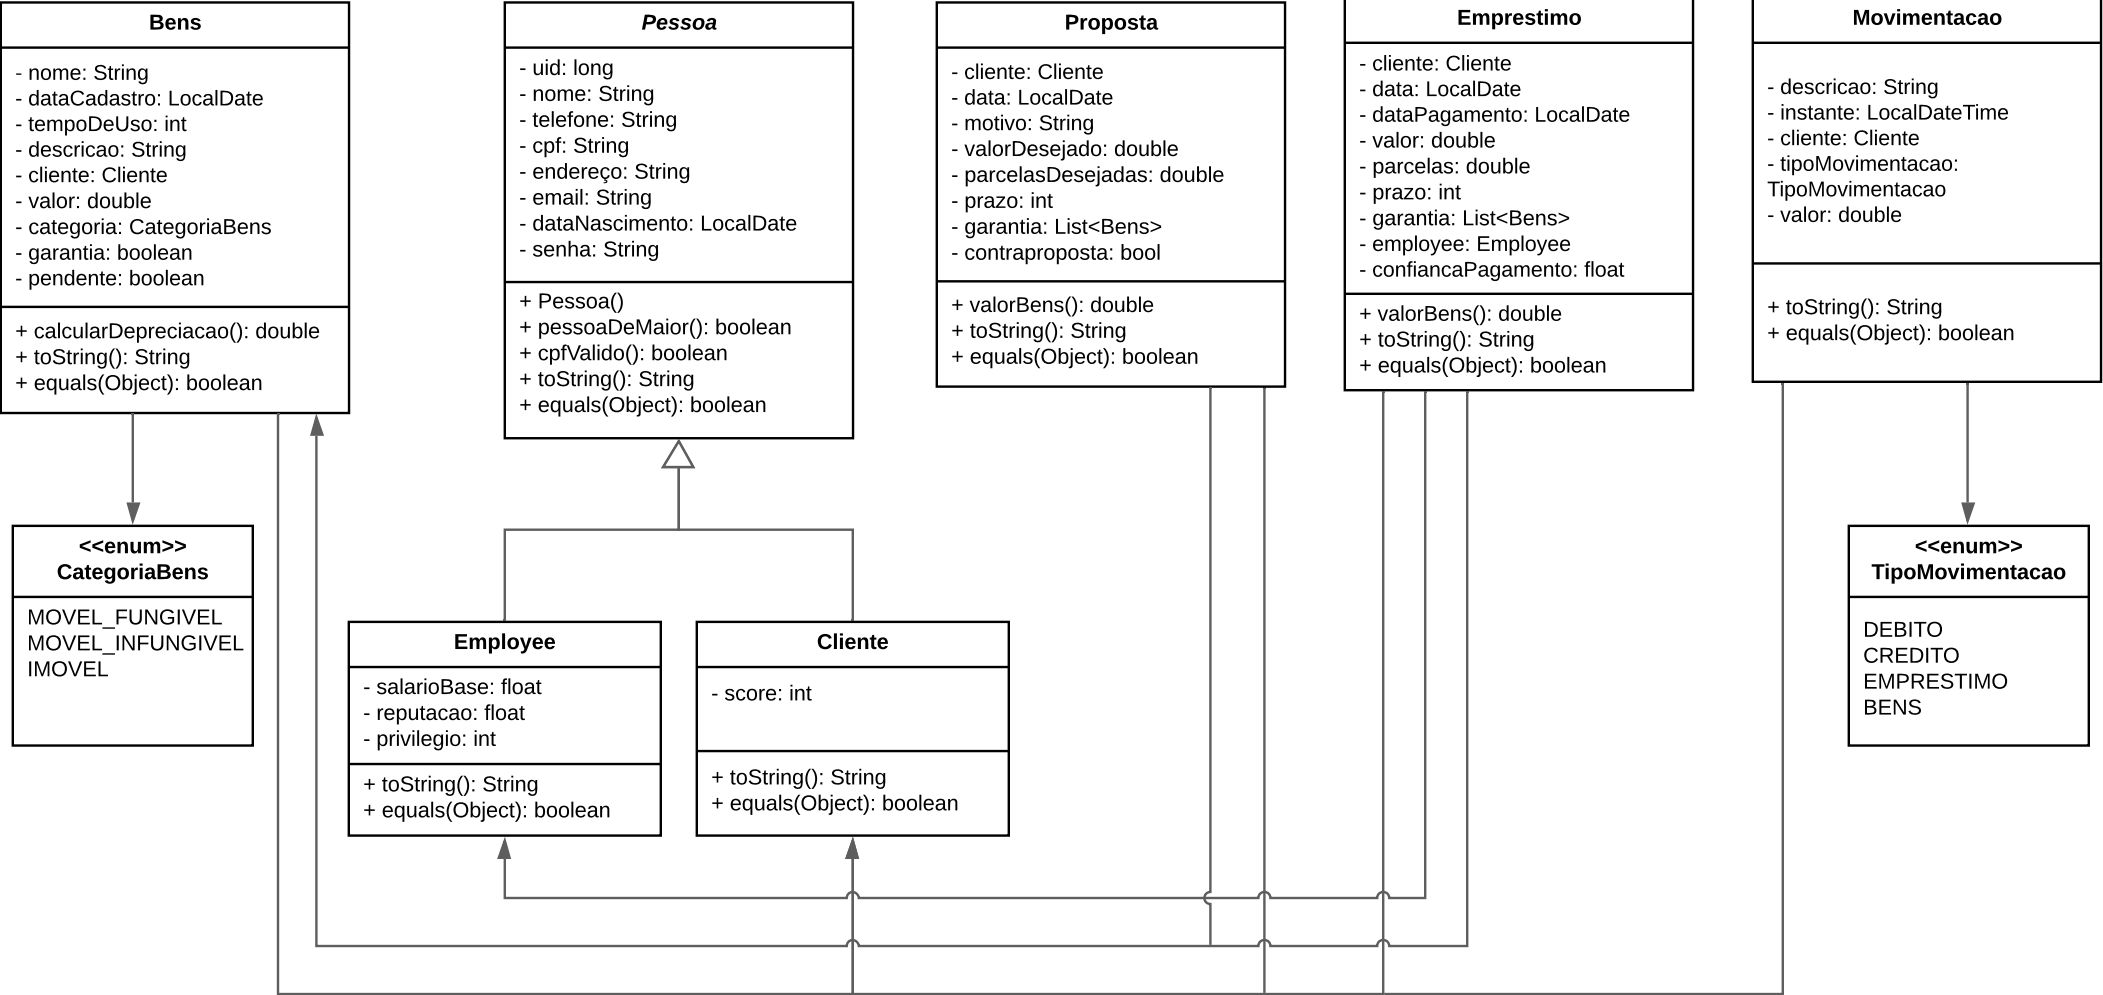 Bens
- nome: String
- dataCadastro: LocalDate
- tempoDeUso: int
- descricao: String
- cliente: Cliente
- valor: double
- categoria: CategoriaBens
- garantia: boolean
- pendente: boolean
+ calcularDepreciacao(): double
+ toString(): String
+ equals(Object): boolean
Pessoa
- uid: long
- nome: String
- telefone: String
- cpf: String
- endereço: String
- email: String
- dataNascimento: LocalDate
- senha: String
+ Pessoa()
+ pessoaDeMaior(): boolean
+ cpfValido(): boolean
+ toString(): String
+ equals(Object): boolean
Proposta
- cliente: Cliente
- data: LocalDate
- motivo: String
- valorDesejado: double
- parcelasDesejadas: double
- prazo: int
- garantia: List<Bens>
- contraproposta: bool
+ valorBens(): double
+ toString(): String
+ equals(Object): boolean
Emprestimo
- cliente: Cliente
- data: LocalDate
- dataPagamento: LocalDate
- valor: double
- parcelas: double
- prazo: int
- garantia: List<Bens>
- employee: Employee
- confiancaPagamento: float
+ valorBens(): double
+ toString(): String
+ equals(Object): boolean
Movimentacao
- descricao: String
- instante: LocalDateTime
- cliente: Cliente
- tipoMovimentacao:
TipoMovimentacao
- valor: double
+ toString(): String
+ equals(Object): boolean
<<enum>>
CategoriaBens
MOVEL_FUNGIVEL
MOVEL_INFUNGIVEL
IMOVEL
Employee
- salarioBase: float
- reputacao: float
- privilegio: int
+ toString(): String
+ equals(Object): boolean
Cliente
- score: int
+ toString(): String
+ equals(Object): boolean
<<enum>>
TipoMovimentacao
DEBITO
CREDITO
EMPRESTIMO
BENS